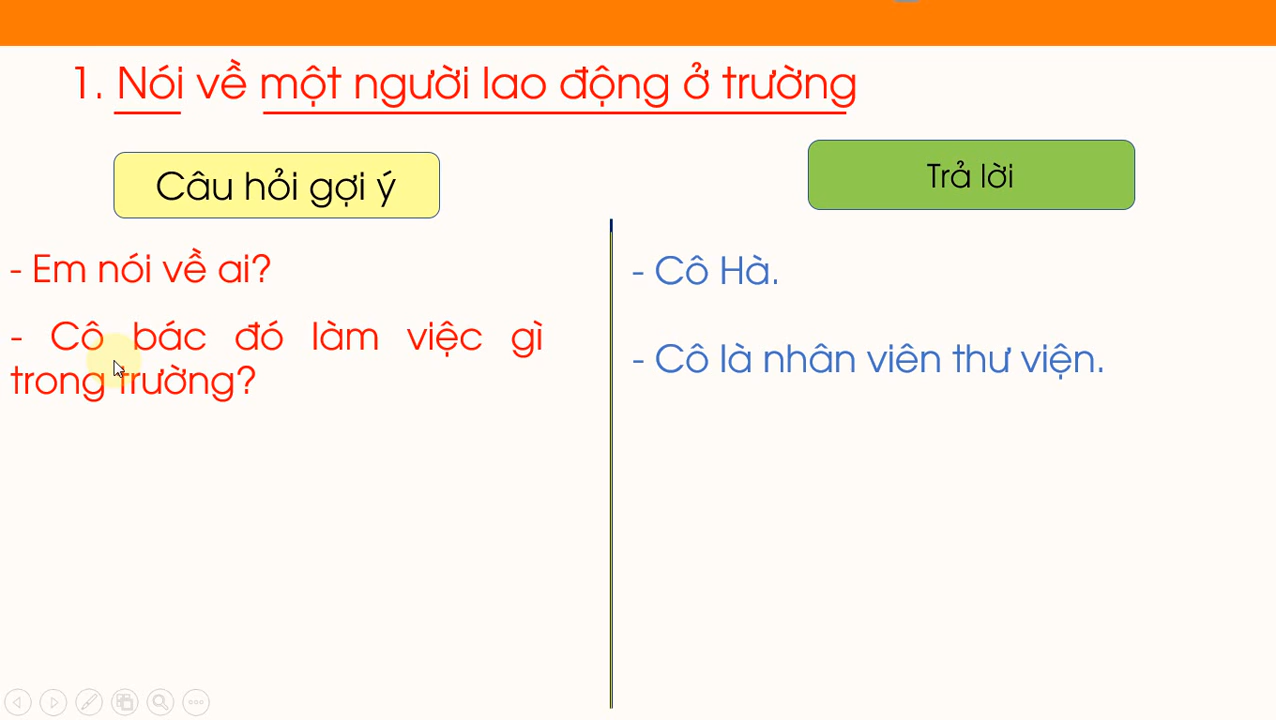 1. Nói về một người lao động ở trường
Câu hỏi gợi ý
- Em nói về ai?
- Cô bác đó làm việc gì
trong trường?
Trả lời
- Cô Hà.
- Cô là nhân viên thư viện.